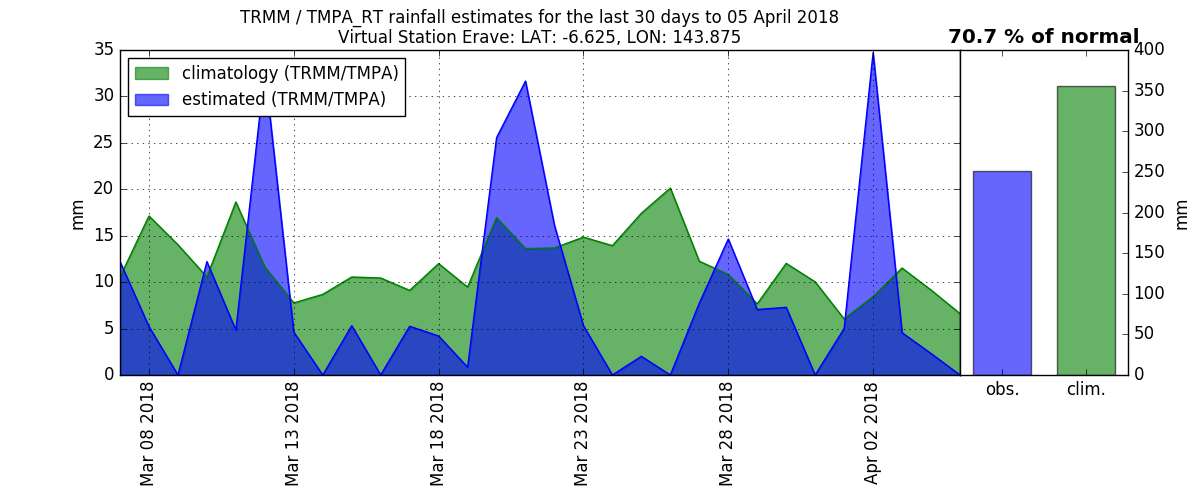 TRMM / TMPA_RT rainfall estimates for the last 30 days to 05 April 2018
Virtual Station Erave: LAT: -6.625, LON: 143.875
70.7 % of normal
climatology (TRMM/TMPA)
estimated (TRMM/TMPA)
mm
35
30
25
20
15
10
5
0
Mar 08 2018
Mar 13 2018
Mar 18 2018
Mar 23 2018
Mar 28 2018
Apr 02 2018
obs.
clim.
400
350
300
250
200
150
100
50
0
mm